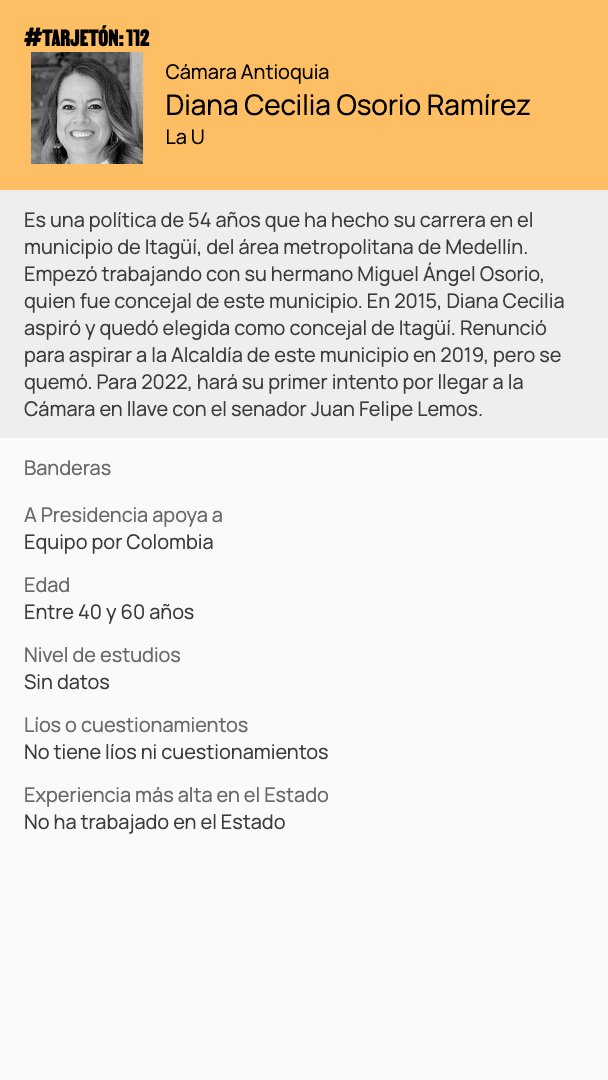 #TARJETÓN: 112
Cámara Antioquia
Diana Cecilia Osorio Ramírez
La U
Es una política de 54 años que ha hecho su carrera en el
municipio de Itagüí, del área metropolitana de Medellín.
Empezó trabajando con su hermano Miguel Ángel Osorio,
quien fue concejal de este municipio. En 2015, Diana Cecilia
aspiró y quedó elegida como concejal de Itagüí. Renunció
para aspirar a la Alcaldía de este municipio en 2019, pero se
quemó. Para 2022, hará su primer intento por llegar a la
Cámara en llave con el senador Juan Felipe Lemos.
Banderas
A Presidencia apoya a
Equipo por Colombia
Edad
Entre 40 y 60 años
Nivel de estudios
Sin datos
Líos o cuestionamientos
No tiene líos ni cuestionamientos
Experiencia más alta en el Estado
No ha trabajado en el Estado